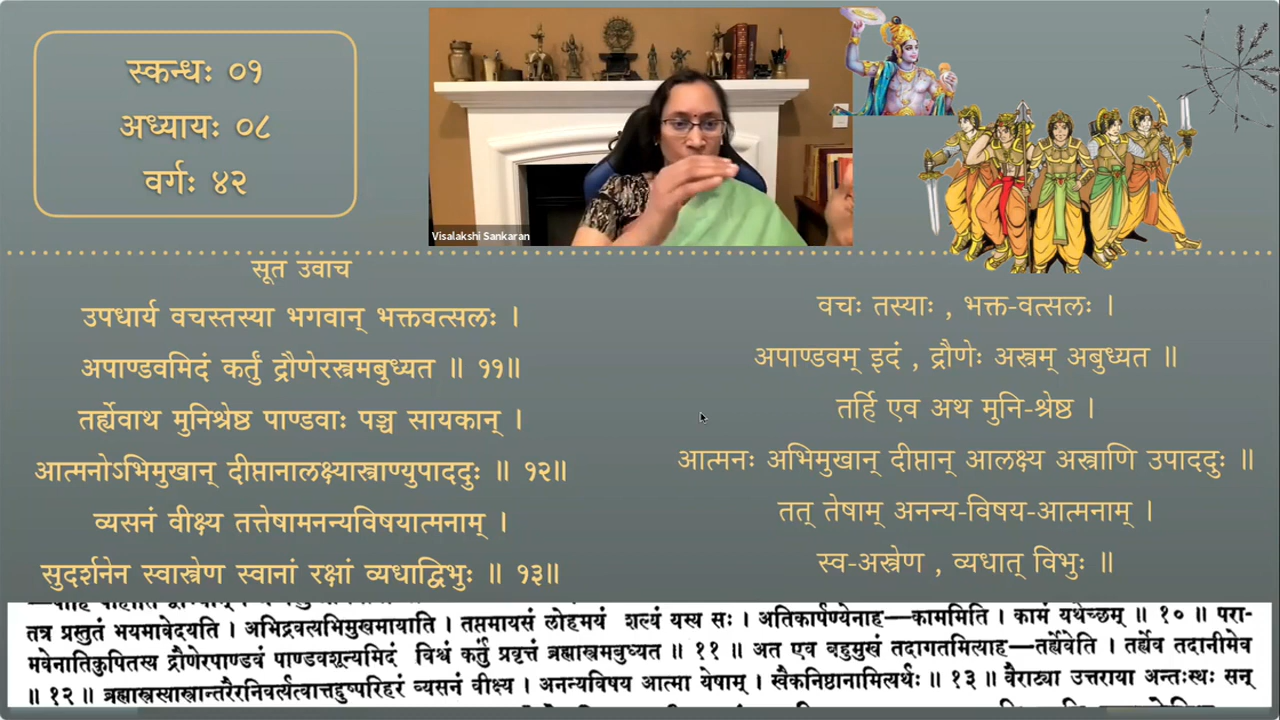 स्कन्धः ०१
अध्यायः ०८
वर्गः ४२
Visalakshi Sankaran
सूत उवाच
उपधार्य वचस्तस्या भगवान् भक्तवत्सलः ।
अपाण्डवमिदं कर्तुं द्रौणेरस्त्रमबुध्यत ॥ ११॥
तर्ह्येवाथ मुनिश्रेष्ठ पाण्डवाः पञ्च सायकान् ।
आत्मनोऽभिमुखान् दीप्तानालक्ष्यास्त्राण्युपाददुः ॥ १२॥
व्यसनं वीक्ष्य तत्तेषामनन्यविषयात्मनाम् ।
सुदर्शनेन स्वास्त्रेण स्वानां रक्षां व्यधाद्विभुः ॥ १३॥
वचः तस्याः , भक्त-वत्सलः ।
अपाण्डवम् इदं , द्रौणेः अस्त्रम् अबुध्यत ॥
तर्हि एव अथ मुनि-श्रेष्ठ ।
आत्मनः अभिमुखान् दीप्तान् आलक्ष्य अस्त्राणि उपाददुः ॥
तत् तेषाम् अनन्य-विषय-आत्मनाम् ।
स्व-अस्त्रेण , व्यधात् विभुः ॥
तत्र प्रस्तुतं भयमावेदयति । अभिद्रवत्यभिमुखमायाति । तप्तमायसं लोहमयं शल्यं यस्य सः । अतिकार्पण्येनाह—काममिति । कामं यथेच्छम् ॥ १० ॥ परा-
भवेनातिकुपितस्य द्रौणेरपाण्डवं पाण्डवशून्यमिदं विश्वं कर्तुं प्रवृत्तं ब्रह्मास्त्रमबुध्यत ॥ ११ ॥ अत एव बहुमुखं तदागतमित्याह—तर्ह्येवेति । तर्ह्येव तदानीमेव
॥ १२ ॥ ब्रह्मास्त्रस्यास्त्रान्तरैरनिवर्त्यत्वात्तद्दुष्परिहरं व्यसनं वीक्ष्य । अनन्यविषय आत्मा येषाम् । स्वैकनिष्ठानामित्यर्थः ॥ १३ ॥ वैराट्या उत्तराया अन्तःस्थः सन्